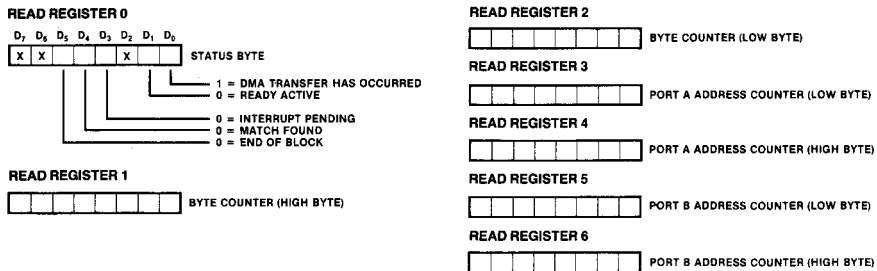 READ REGISTER 0
D7 D6 D5 D4 D3 D2 D1 D0
X X X STATUS BYTE
1 = DMA TRANSFER HAS OCCURRED
0 = READY ACTIVE
0 = INTERRUPT PENDING
0 = MATCH FOUND
0 = END OF BLOCK
READ REGISTER 1
BYTE COUNTER (HIGH BYTE)
READ REGISTER 2
BYTE COUNTER (LOW BYTE)
READ REGISTER 3
PORT A ADDRESS COUNTER (LOW BYTE)
READ REGISTER 4
PORT A ADDRESS COUNTER (HIGH BYTE)
READ REGISTER 5
PORT B ADDRESS COUNTER (LOW BYTE)
READ REGISTER 6
PORT B ADDRESS COUNTER (HIGH BYTE)